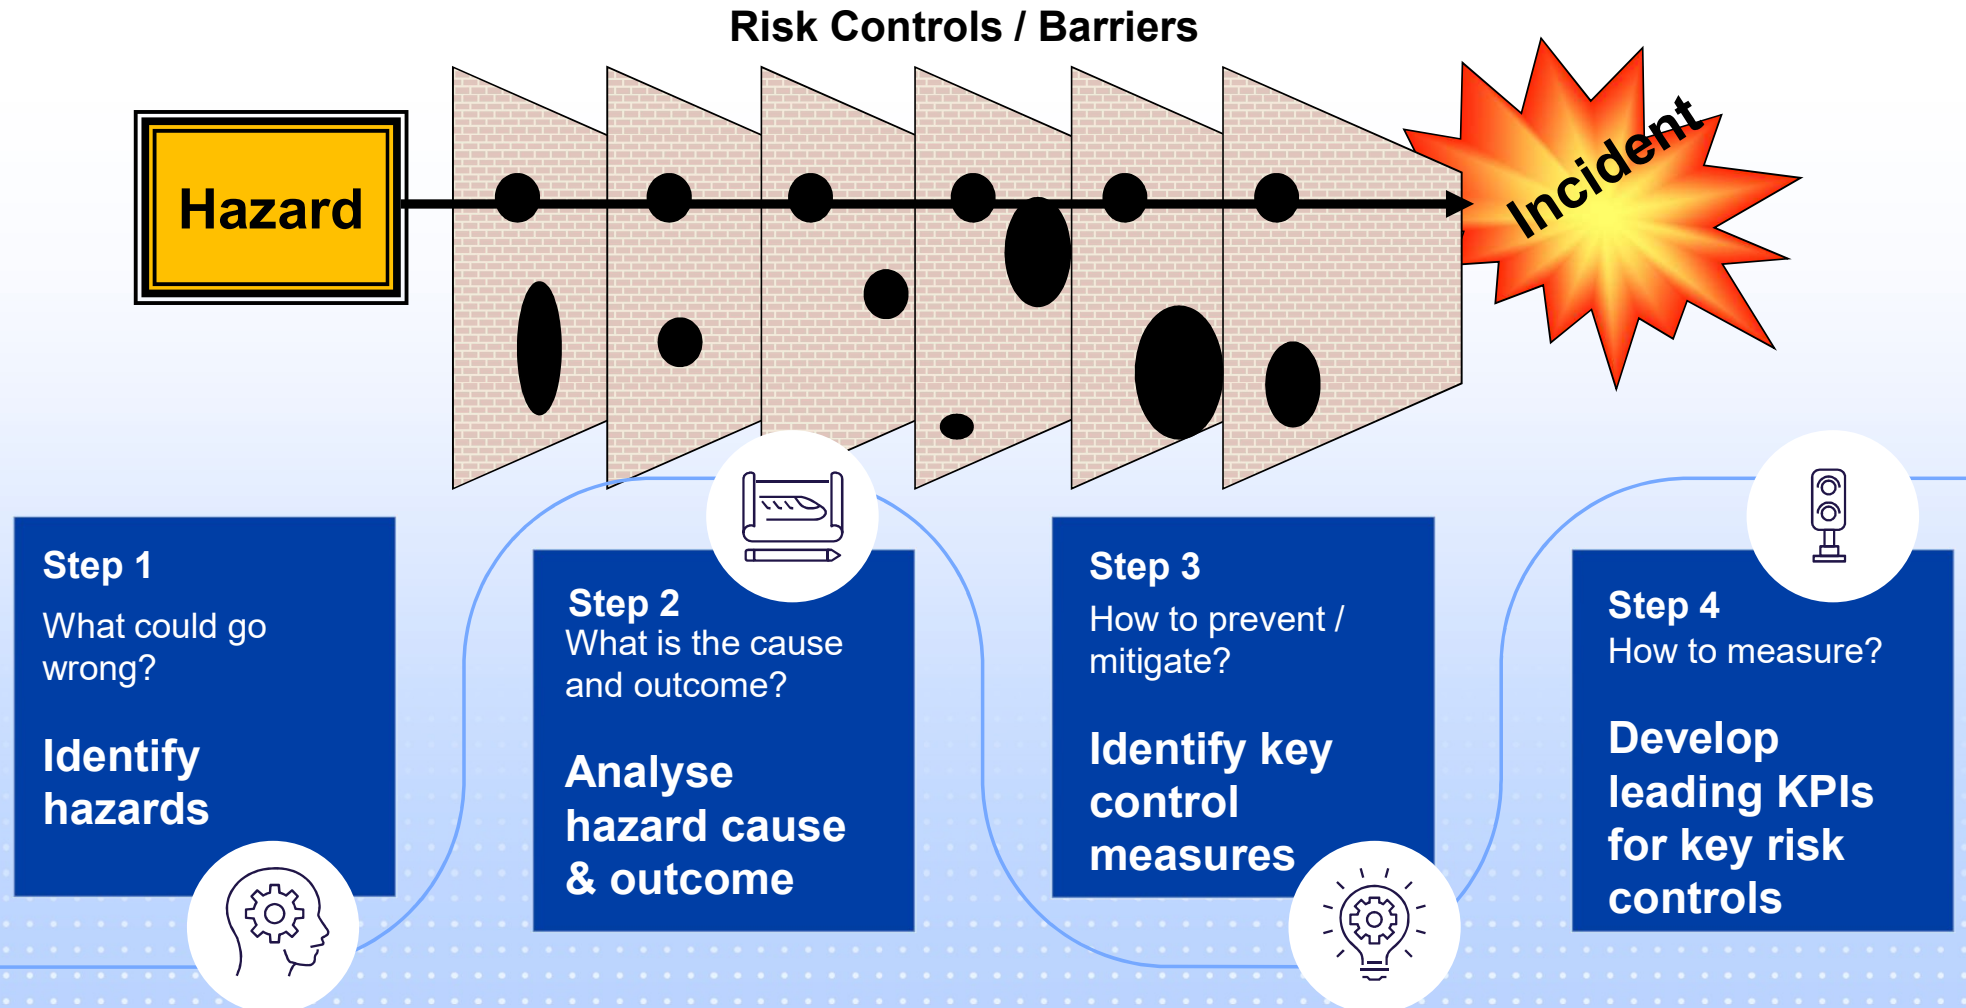 Risk Controls / Barriers
Hazard
Incident
Step 1
What could go
wrong?
Identify
hazards
Step 2
What is the cause
and outcome?
Analyse
hazard cause
& outcome
Step 3
How to prevent /
mitigate?
Identify key
control
measures
Step 4
How to measure?
Develop
leading KPIs
for key risk
controls